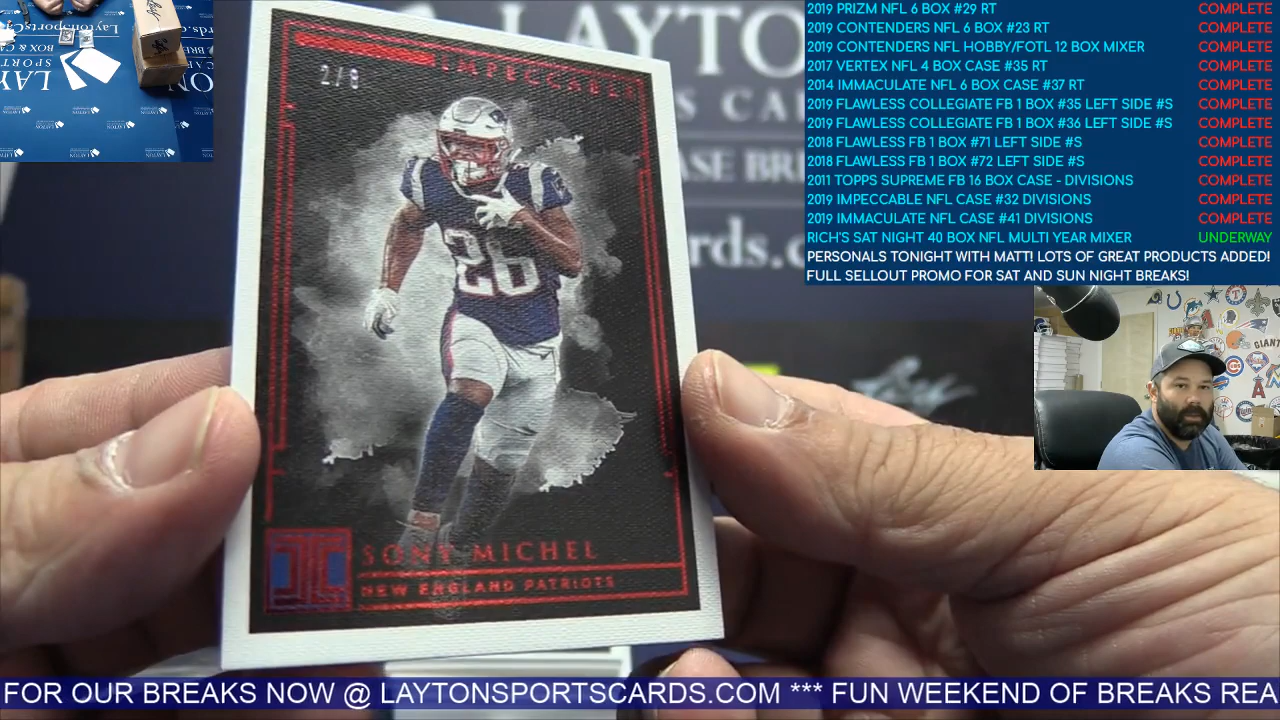 2019 PRIZM NFL 6 BOX #29 RT COMPLETE
2019 CONTENDERS NFL 6 BOX #23 RT COMPLETE
2019 CONTENDERS NFL HOBBY/FOTL 12 BOX MIXER COMPLETE
2017 VERTEX NFL 4 BOX CASE #35 RT COMPLETE
2014 IMMACULATE NFL 6 BOX CASE #37 RT COMPLETE
2019 FLAWLESS COLLEGIATE FB 1 BOX #35 LEFT SIDE #S COMPLETE
2019 FLAWLESS COLLEGIATE FB 1 BOX #36 LEFT SIDE #S COMPLETE
2018 FLAWLESS FB 1 BOX #71 LEFT SIDE #S COMPLETE
2018 FLAWLESS FB 1 BOX #72 LEFT SIDE #S COMPLETE
2011 TOPPS SUPREME FB 16 BOX CASE - DIVISIONS COMPLETE
2019 IMPECCABLE NFL CASE #32 DIVISIONS COMPLETE
2019 IMMACULATE NFL CASE #41 DIVISIONS COMPLETE
RICH'S SAT NIGHT 40 BOX NFL MULTI YEAR MIXER UNDERWAY
PERSONALS TONIGHT WITH MATT! LOTS OF GREAT PRODUCTS ADDED!
FULL SELLOUT PROMO FOR SAT AND SUN NIGHT BREAKS!
LAYTON
S CA
ASE BRE
rds.c
IMPECCABLE
2/8
26
SONY MICHEL
NEW ENGLAND PATRIOTS
GIANTS
FOR OUR BREAKS NOW @ LAYTONSPORTSCARDS.COM *** FUN WEEKEND OF BREAKS REA